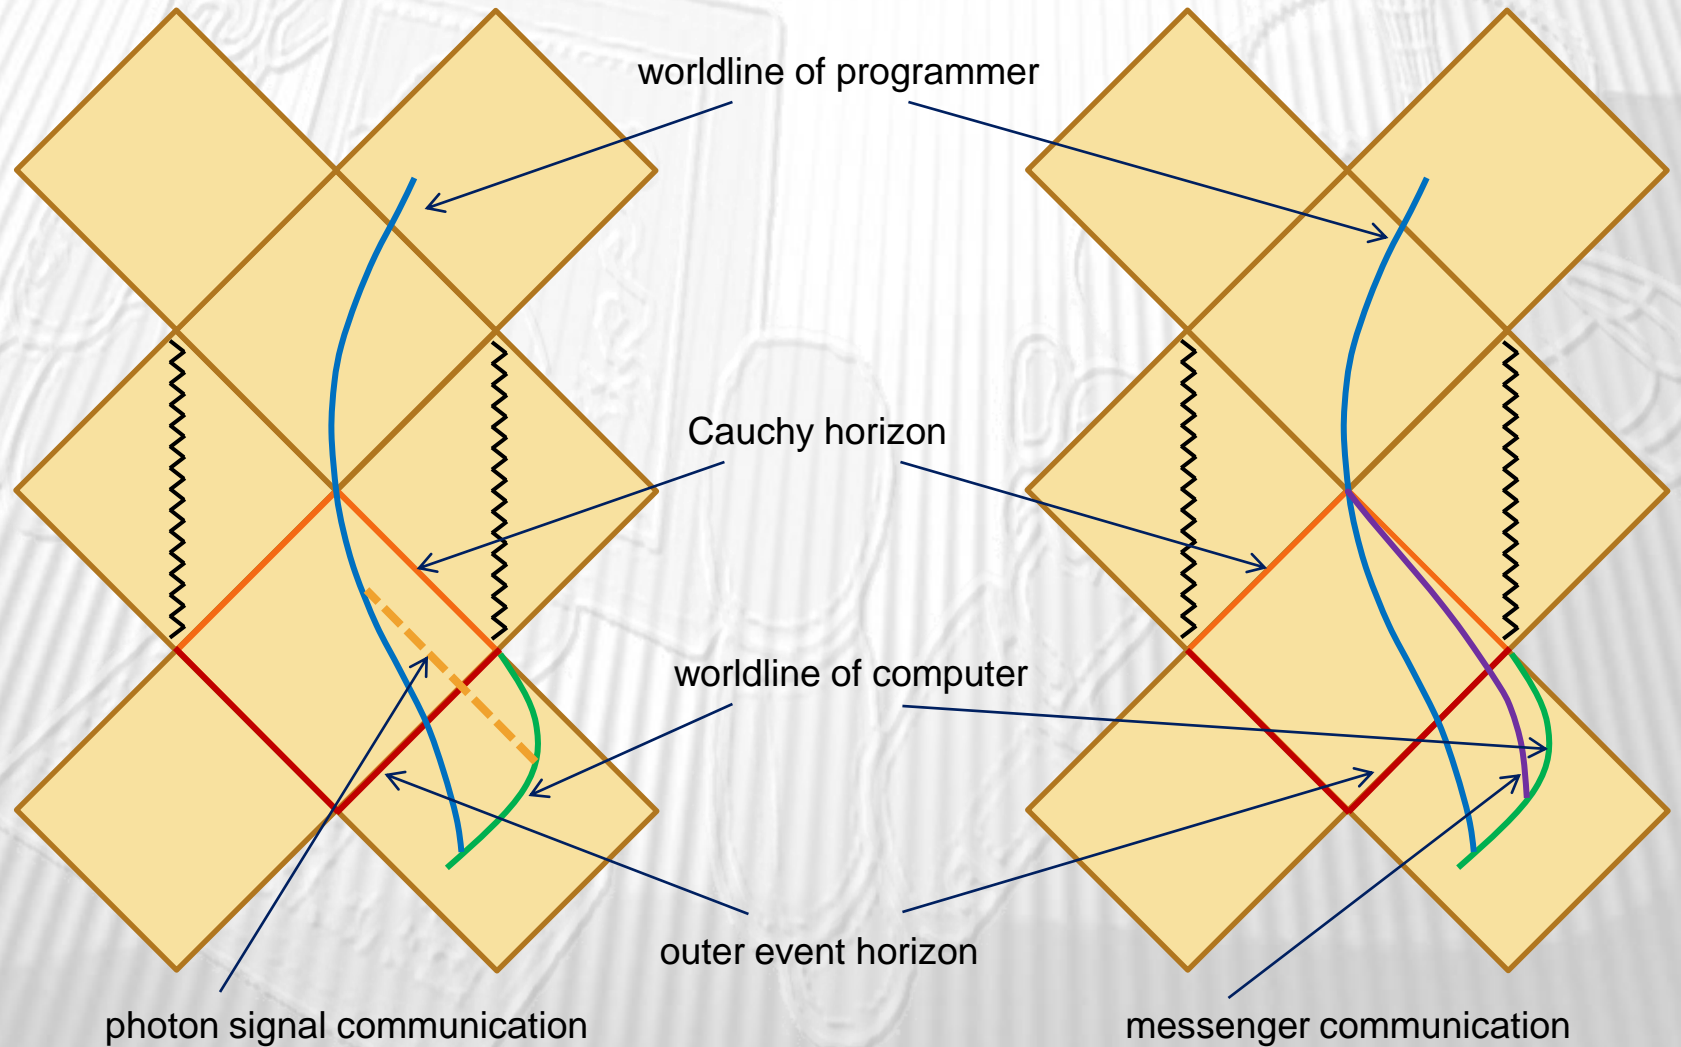 worldline of programmer
Cauchy horizon
worldline of computer
outer event horizon
photon signal communication
messenger communication